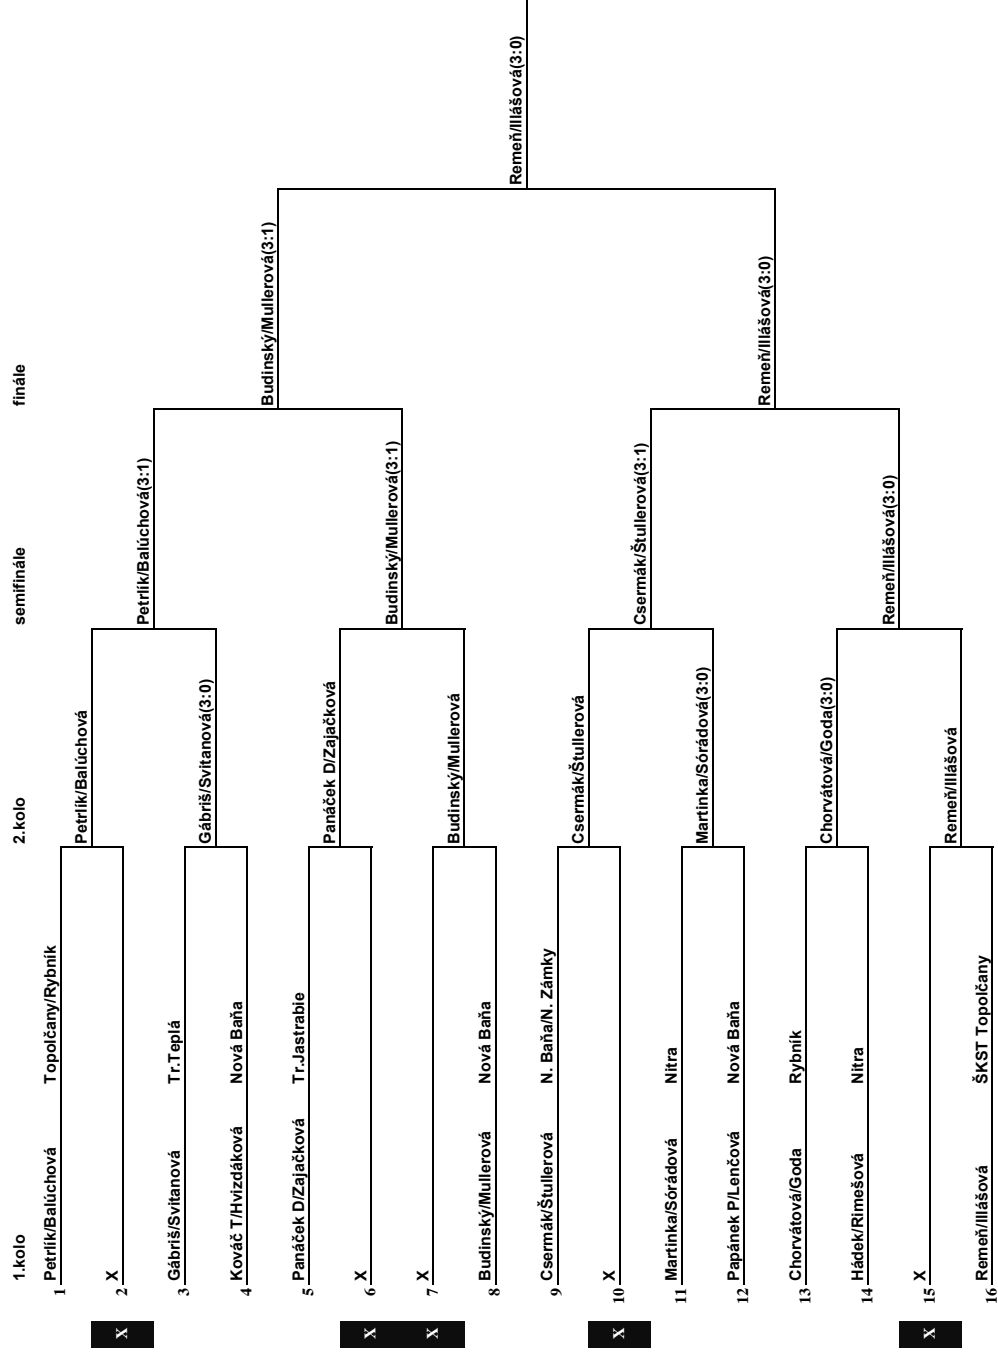 1.kolo 2.kolo semifinále finále
Petrlík/Balúchová Topolčany/Rybník
1
Petrlík/Balúchová
X 2 X
Petrlík/Balúchová(3:1)
Gábriš/Svitanová Tr.Teplá
3
Gábriš/Svitanová(3:0)
Kováč T/Hvizdáková Nová Baňa
4
Budinský/Mullerová(3:1)
Panáček D/Zajačková Tr.Jastrabie
5
Panáček D/Zajačková
X 6 X
Budinský/Mullerová(3:1)
X 7 X
Budinský/Mullerová
Budinský/Mullerová Nová Baňa
8
Remeň/Illášová(3:0)
Csermák/Štullerová N. Baňa/N. Zámky
9
Csermák/Štullerová
X 10 X
Csermák/Štullerová(3:1)
Martinka/Sórádová Nitra
11
Martinka/Sórádová(3:0)
Papánek P/Lenčová Nová Baňa
12
Remeň/Illášová(3:0)
Chorvátová/Goda Rybník
13
Chorvátová/Goda(3:0)
Hádek/Rimešová Nitra
14
Remeň/Illášová(3:0)
X 15 X
Remeň/Illášová
Remeň/Illášová ŠKST Topolčany
16